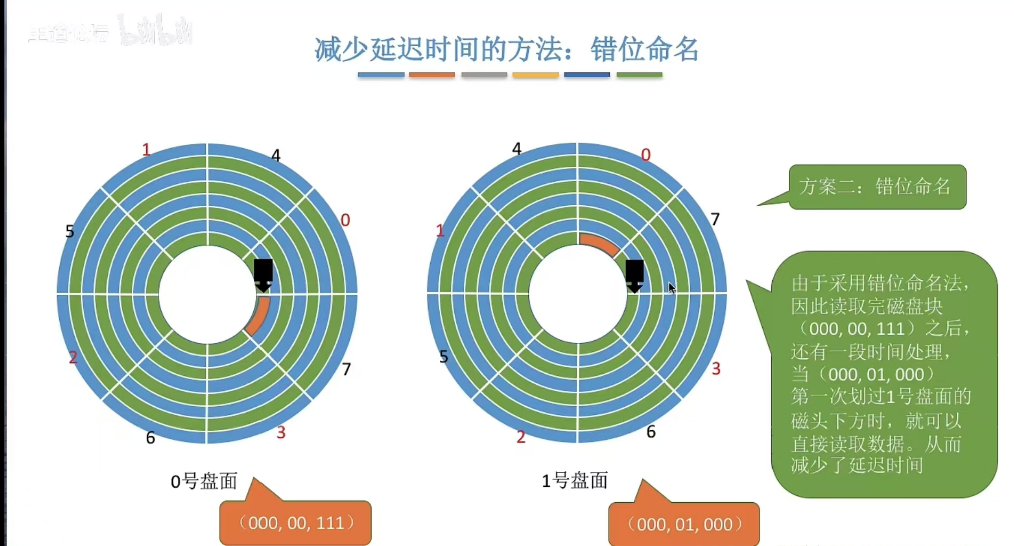 减少延迟时间的方法：错位命名
1
4
5
0
2
7
6
3
0号盘面
（000, 00, 111）
4
0
1
7
5
3
2
6
1号盘面
（000, 01, 000）
方案二：错位命名
由于采用错位命名法，
因此读取完磁盘块
（000, 00, 111）之后，
还有一段时间处理，
当（000, 01, 000）
第一次划过1号盘面的
磁头下方时，就可以
直接读取数据。从而
减少了延迟时间